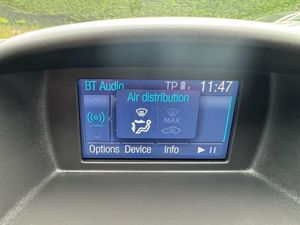 BT Audio TP 11:47
Air distribution
MAX
Options Device Info